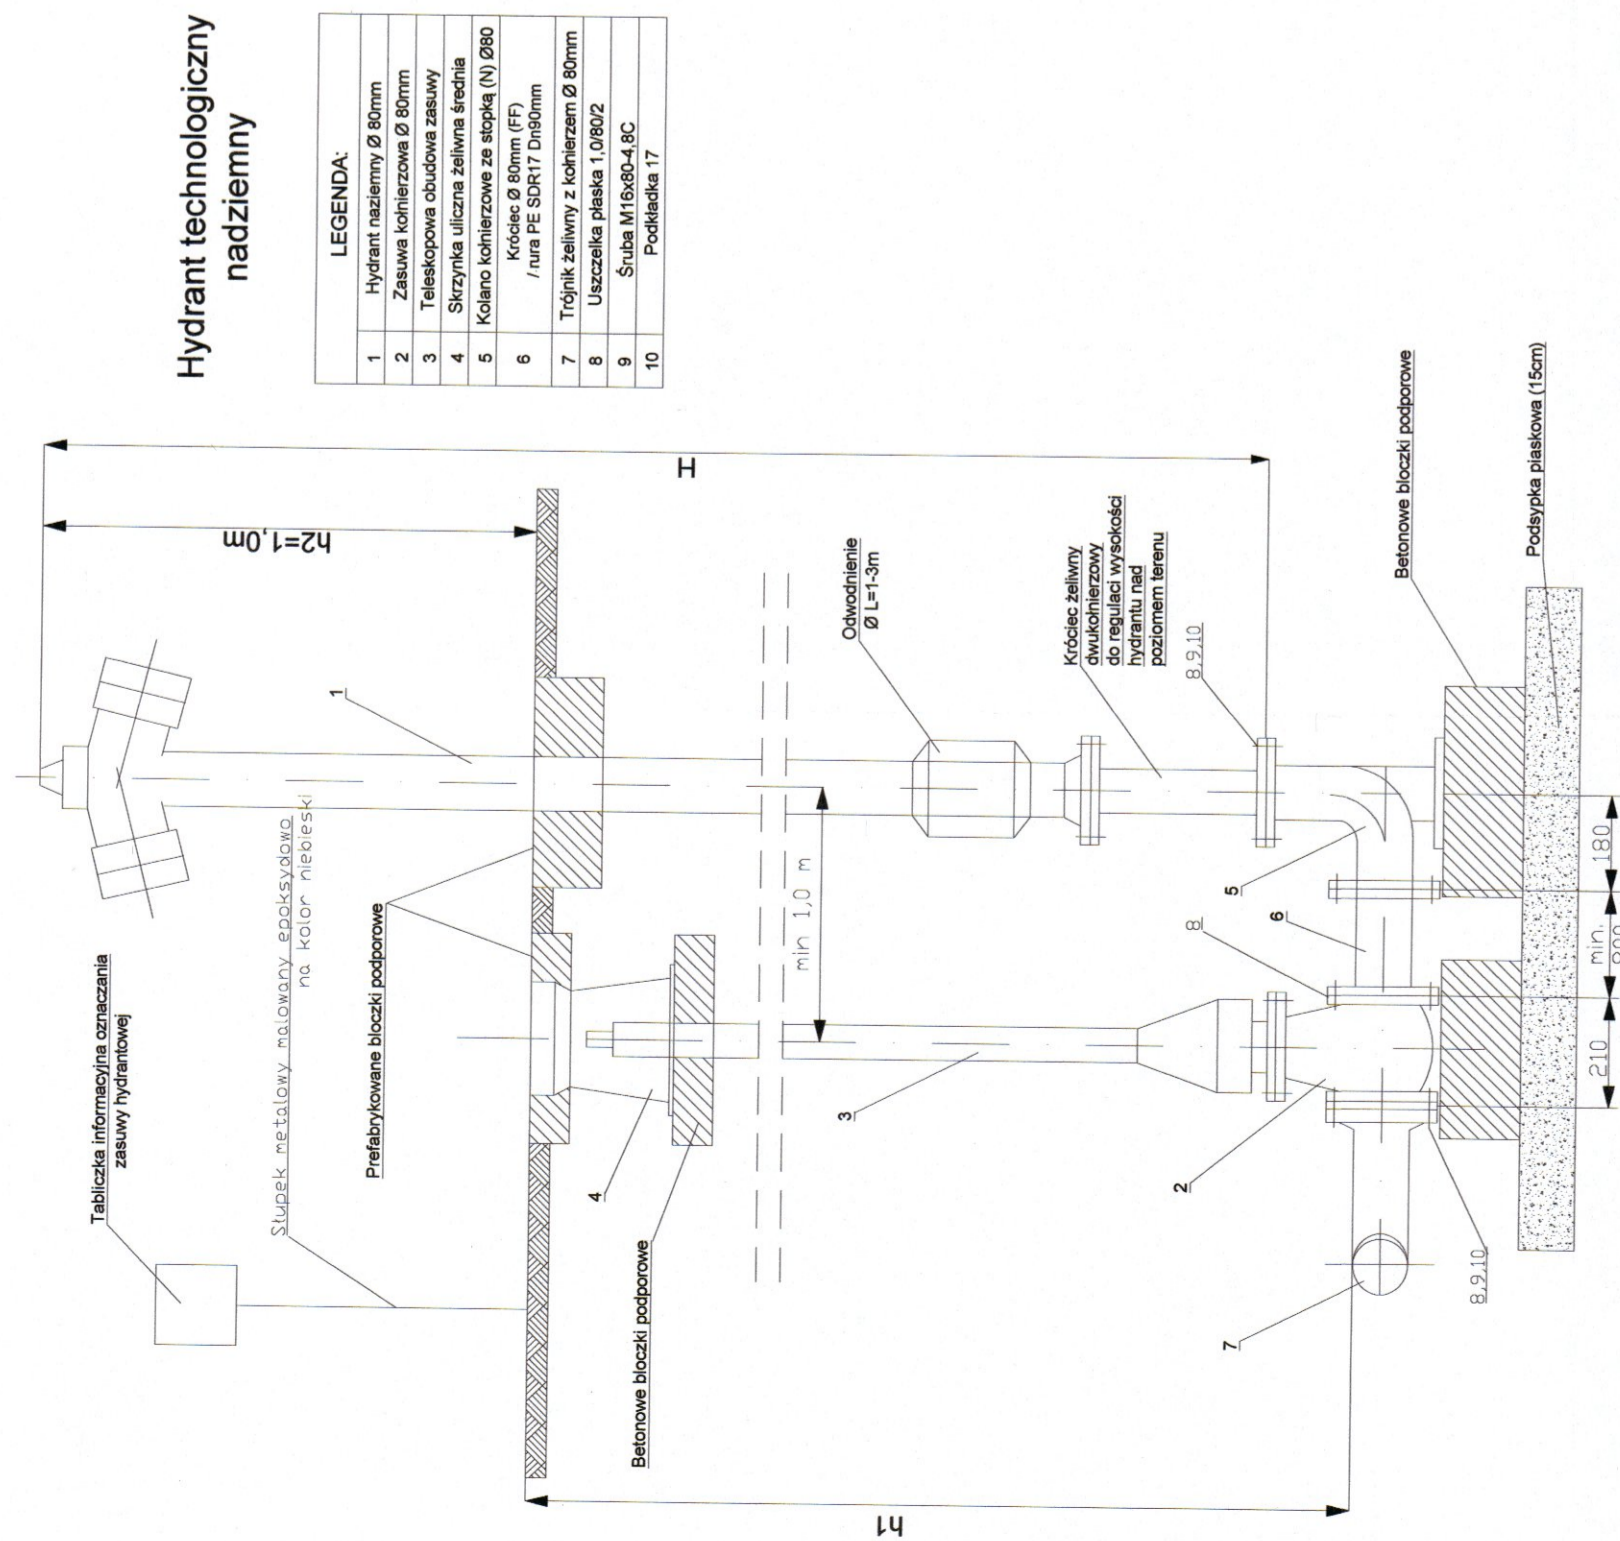 Hydrant technologiczny
nadziemny
LEGENDA:
1 Hydrant naziemny Ø 80mm
2 Zasuwa kołnierzowa Ø 80mm
3 Teleskopowa obudowa zasuwy
4 Skrzynka uliczna żeliwna średnia
5 Kolano kołnierzowe ze stopką (N) Ø80
6 Króciec Ø 80mm (FF)
/ rura PE SDR17 Dn90mm
7 Trójnik żeliwny z kołnierzem Ø 80mm
8 Uszczelka płaska 1,0/80/2
9 Śruba M16x80-4,8C
10 Podkładka 17
Tabliczka informacyjna oznaczania
zasuwy hydrantowej
Słupek metalowy malowany epoksydowo
na kolor niebieski
Prefabrykowane bloczki podporowe
Betonowe bloczki podporowe
h2=1,0m
H
h1
1
4
3
min 1,0 m
Odwodnienie
Ø L=1-3m
Króciec żeliwny
dwukołnierzowy
do regulaci wysokości
hydrantu nad
poziomem terenu
8,9,10
2
8
6
5
7
8,9,10
Betonowe bloczki podporowe
Podsypka piaskowa (15cm)
210
min.
180